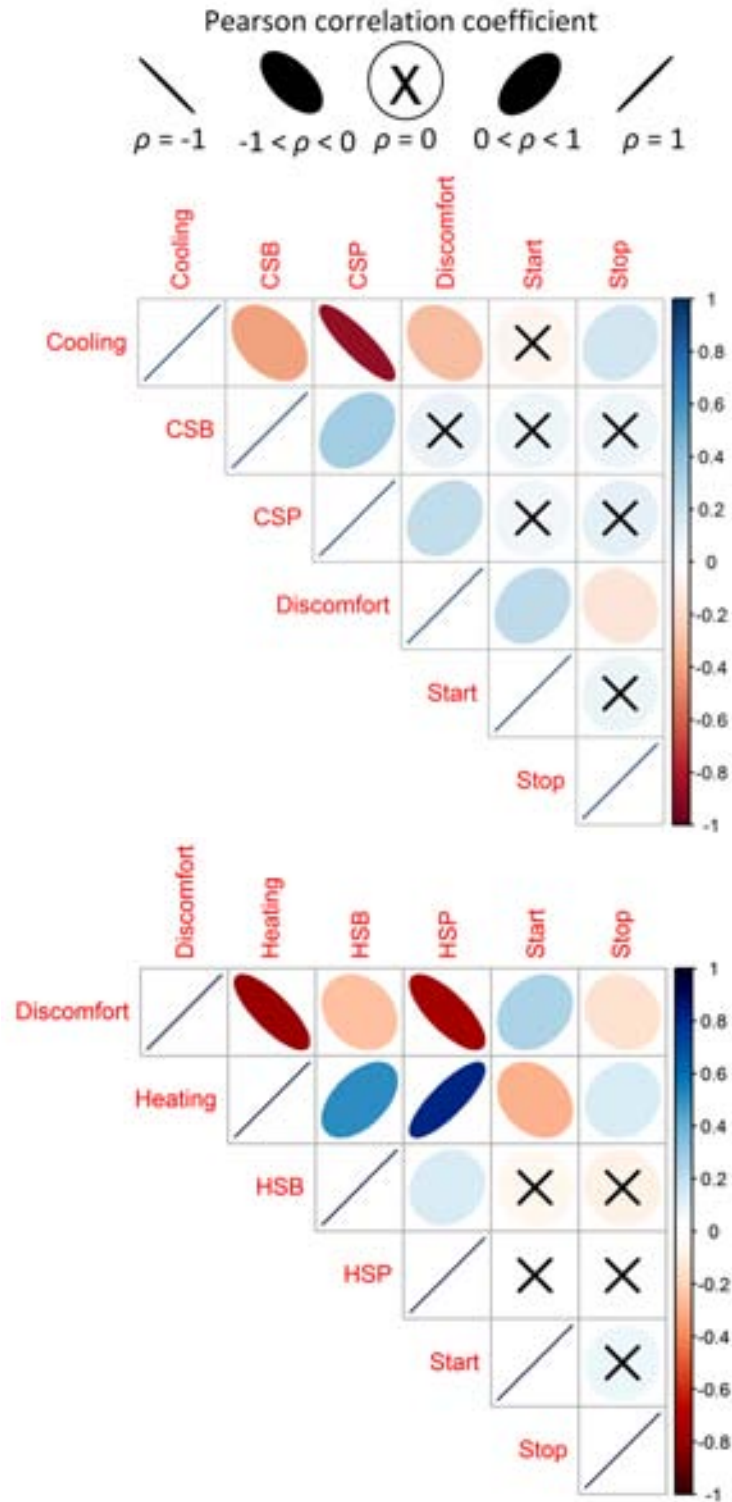 Pearson correlation coefficient
X
ρ = -1 -1 < ρ < 0 ρ = 0 0 < ρ < 1 ρ = 1
Cooling CSB CSP Discomfort Start Stop
Cooling
CSB
CSP
Discomfort
Start
Stop
1
0.8
0.6
0.4
0.2
0
-0.2
-0.4
-0.6
-0.8
-1
Discomfort Heating HSB HSP Start Stop
Discomfort
Heating
HSB
HSP
Start
Stop
1
0.8
0.6
0.4
0.2
0
-0.2
-0.4
-0.6
-0.8
-1